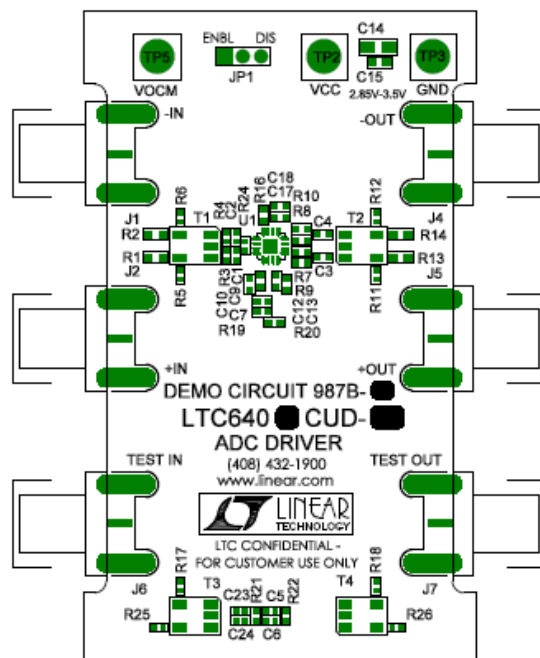 ENBL DIS
C14
TP5
TP2
TP3
JP1
C15
VOCM
VCC
2.85V-3.5V
GND
-IN
-OUT
R6
R4
C2
R24
R16
C18
C17
R10
R8
R12
J1
T1
U1
C4
T2
J4
R2
R14
R1
C3
R13
J2
R5
R3
C1
R7
R9
R11
J5
C10
C9
C7
C12
C13
R19
R20
+IN
+OUT
DEMO CIRCUIT 987B-
LTC640 CUD-
ADC DRIVER
TEST IN
(408) 432-1900
TEST OUT
www.linear.com
LT LINEAR
TECHNOLOGY
LTC CONFIDENTIAL -
FOR CUSTOMER USE ONLY
R17
R18
J6
T3
C23
R21
C5
R22
T4
J7
R25
C24
C6
R26